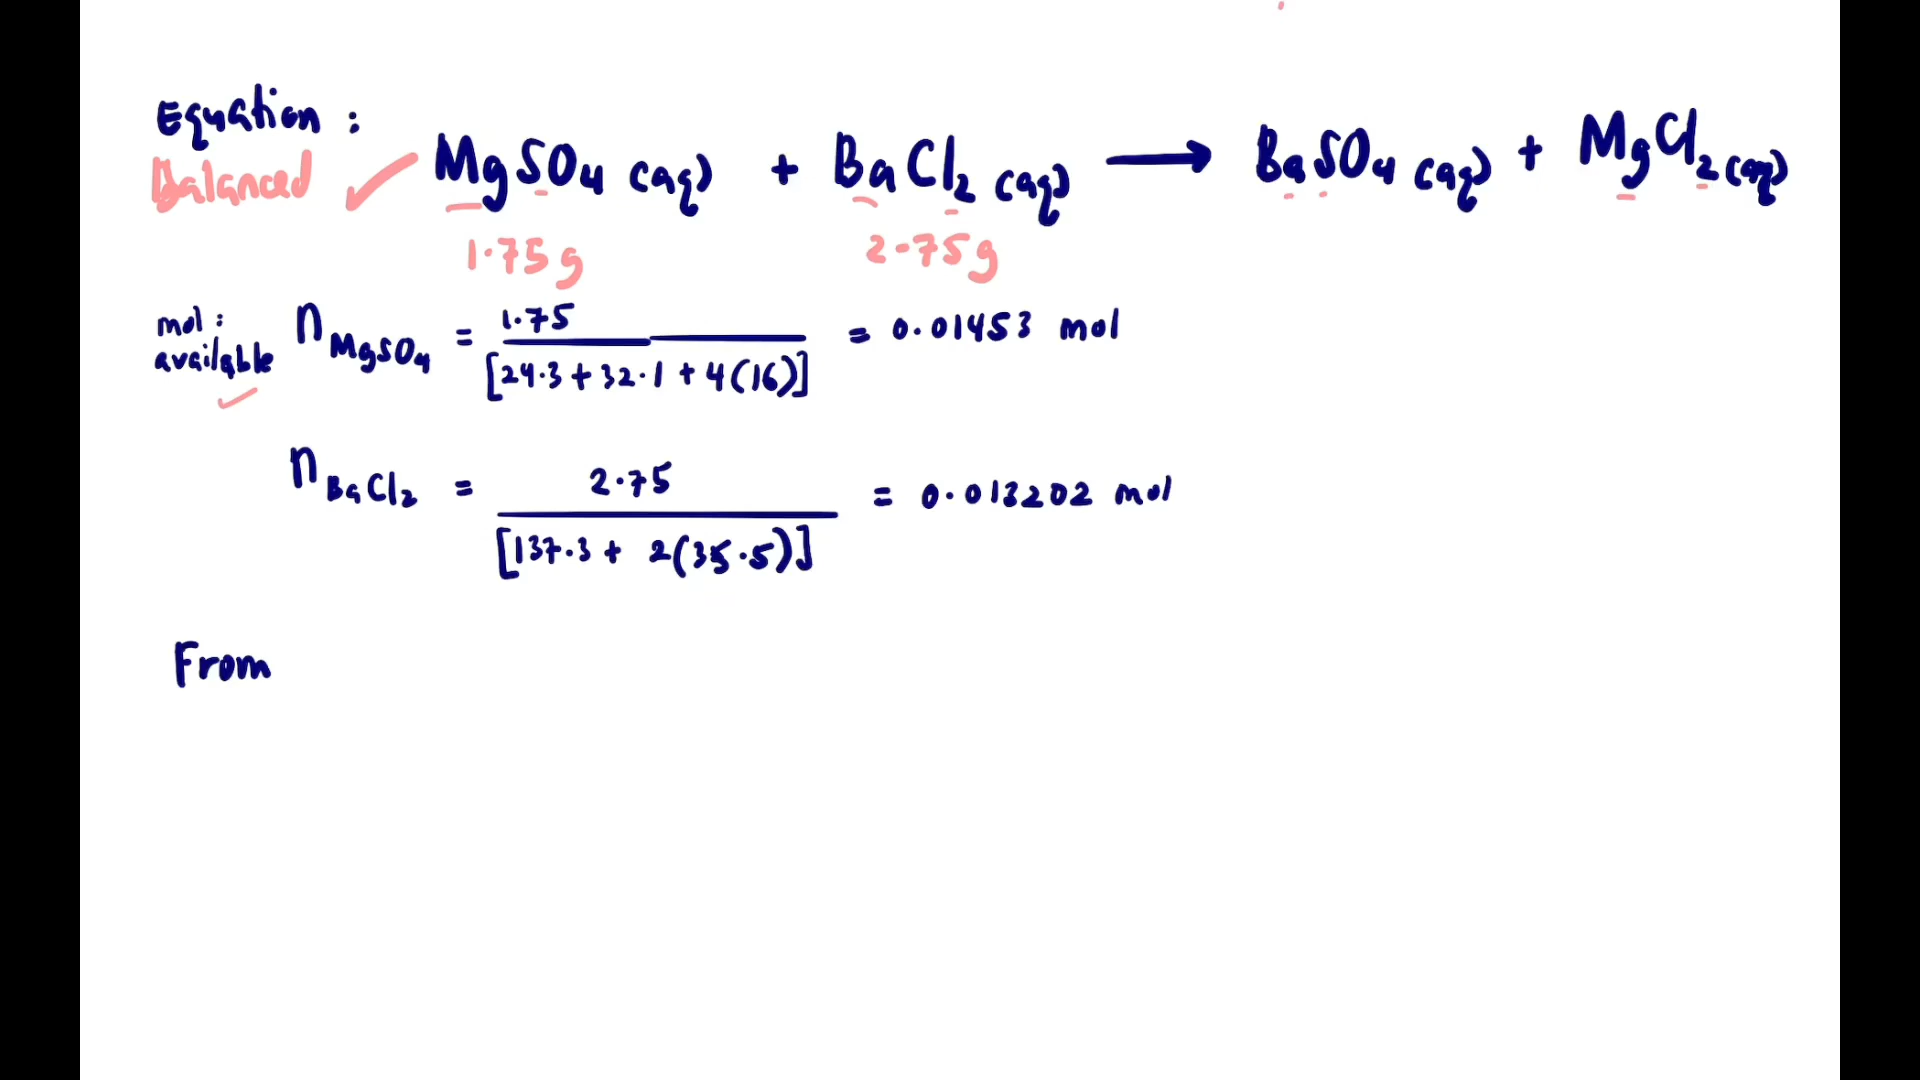 Equation :
Balanced ✓ MgSO₄ (aq) + BaCl₂ (aq) ⟶ BaSO₄ (aq) + MgCl₂ (aq)
1.75g 2.75g
mol : available ✓ n MgSO₄ = 1.75 / [24.3 + 32.1 + 4(16)] = 0.01453 mol
n BaCl₂ = 2.75 / [137.3 + 2(35.5)] = 0.013202 mol
From